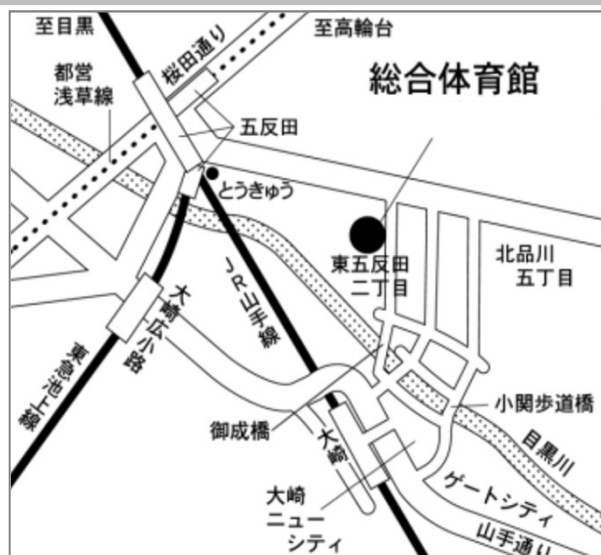 至目黒
桜田通り
至高輪台
都営
浅草線
総合体育館
五反田
とうきゅう
東五反田
二丁目
北品川
五丁目
JR山手線
大崎広小路
東急池上線
御成橋
大崎
小関歩道橋
目黒川
大崎
ニュー
シティ
ゲートシティ
山手通り